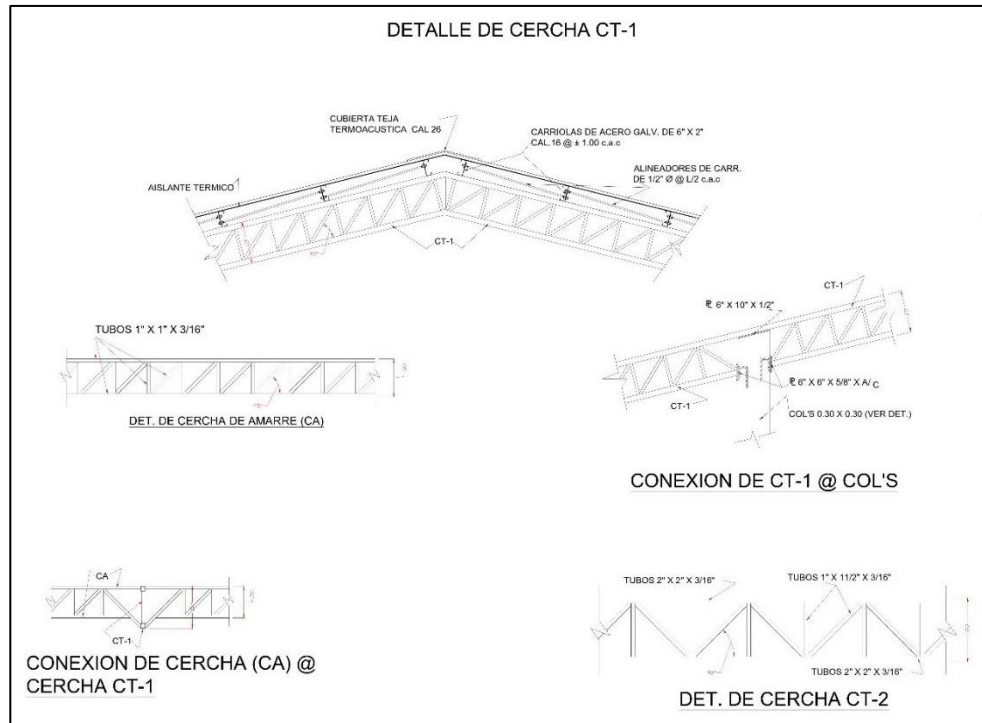 DETALLE DE CERCHA CT-1
CUBIERTA TEJA
TERMOACUSTICA CAL 26
CARRIOLAS DE ACERO GALV. DE 6" X 2"
CAL.16 @ ± 1.00 c.a.c
ALINEADORES DE CARR.
DE 1/2" Ø @ L/2 c.a.c
AISLANTE TERMICO
CT-1
TUBOS 1" X 1" X 3/16"
DET. DE CERCHA DE AMARRE (CA)
CT-1
℄ 6" X 10" X 1/2"
℄ 6" X 6" X 5/8" X A/C
CT-1
COL'S 0.30 X 0.30 (VER DET.)
CONEXION DE CT-1 @ COL'S
CA
CT-1
CONEXION DE CERCHA (CA) @
CERCHA CT-1
TUBOS 2" X 2" X 3/16"
TUBOS 1" X 11/2" X 3/16"
TUBOS 2" X 2" X 3/16"
DET. DE CERCHA CT-2